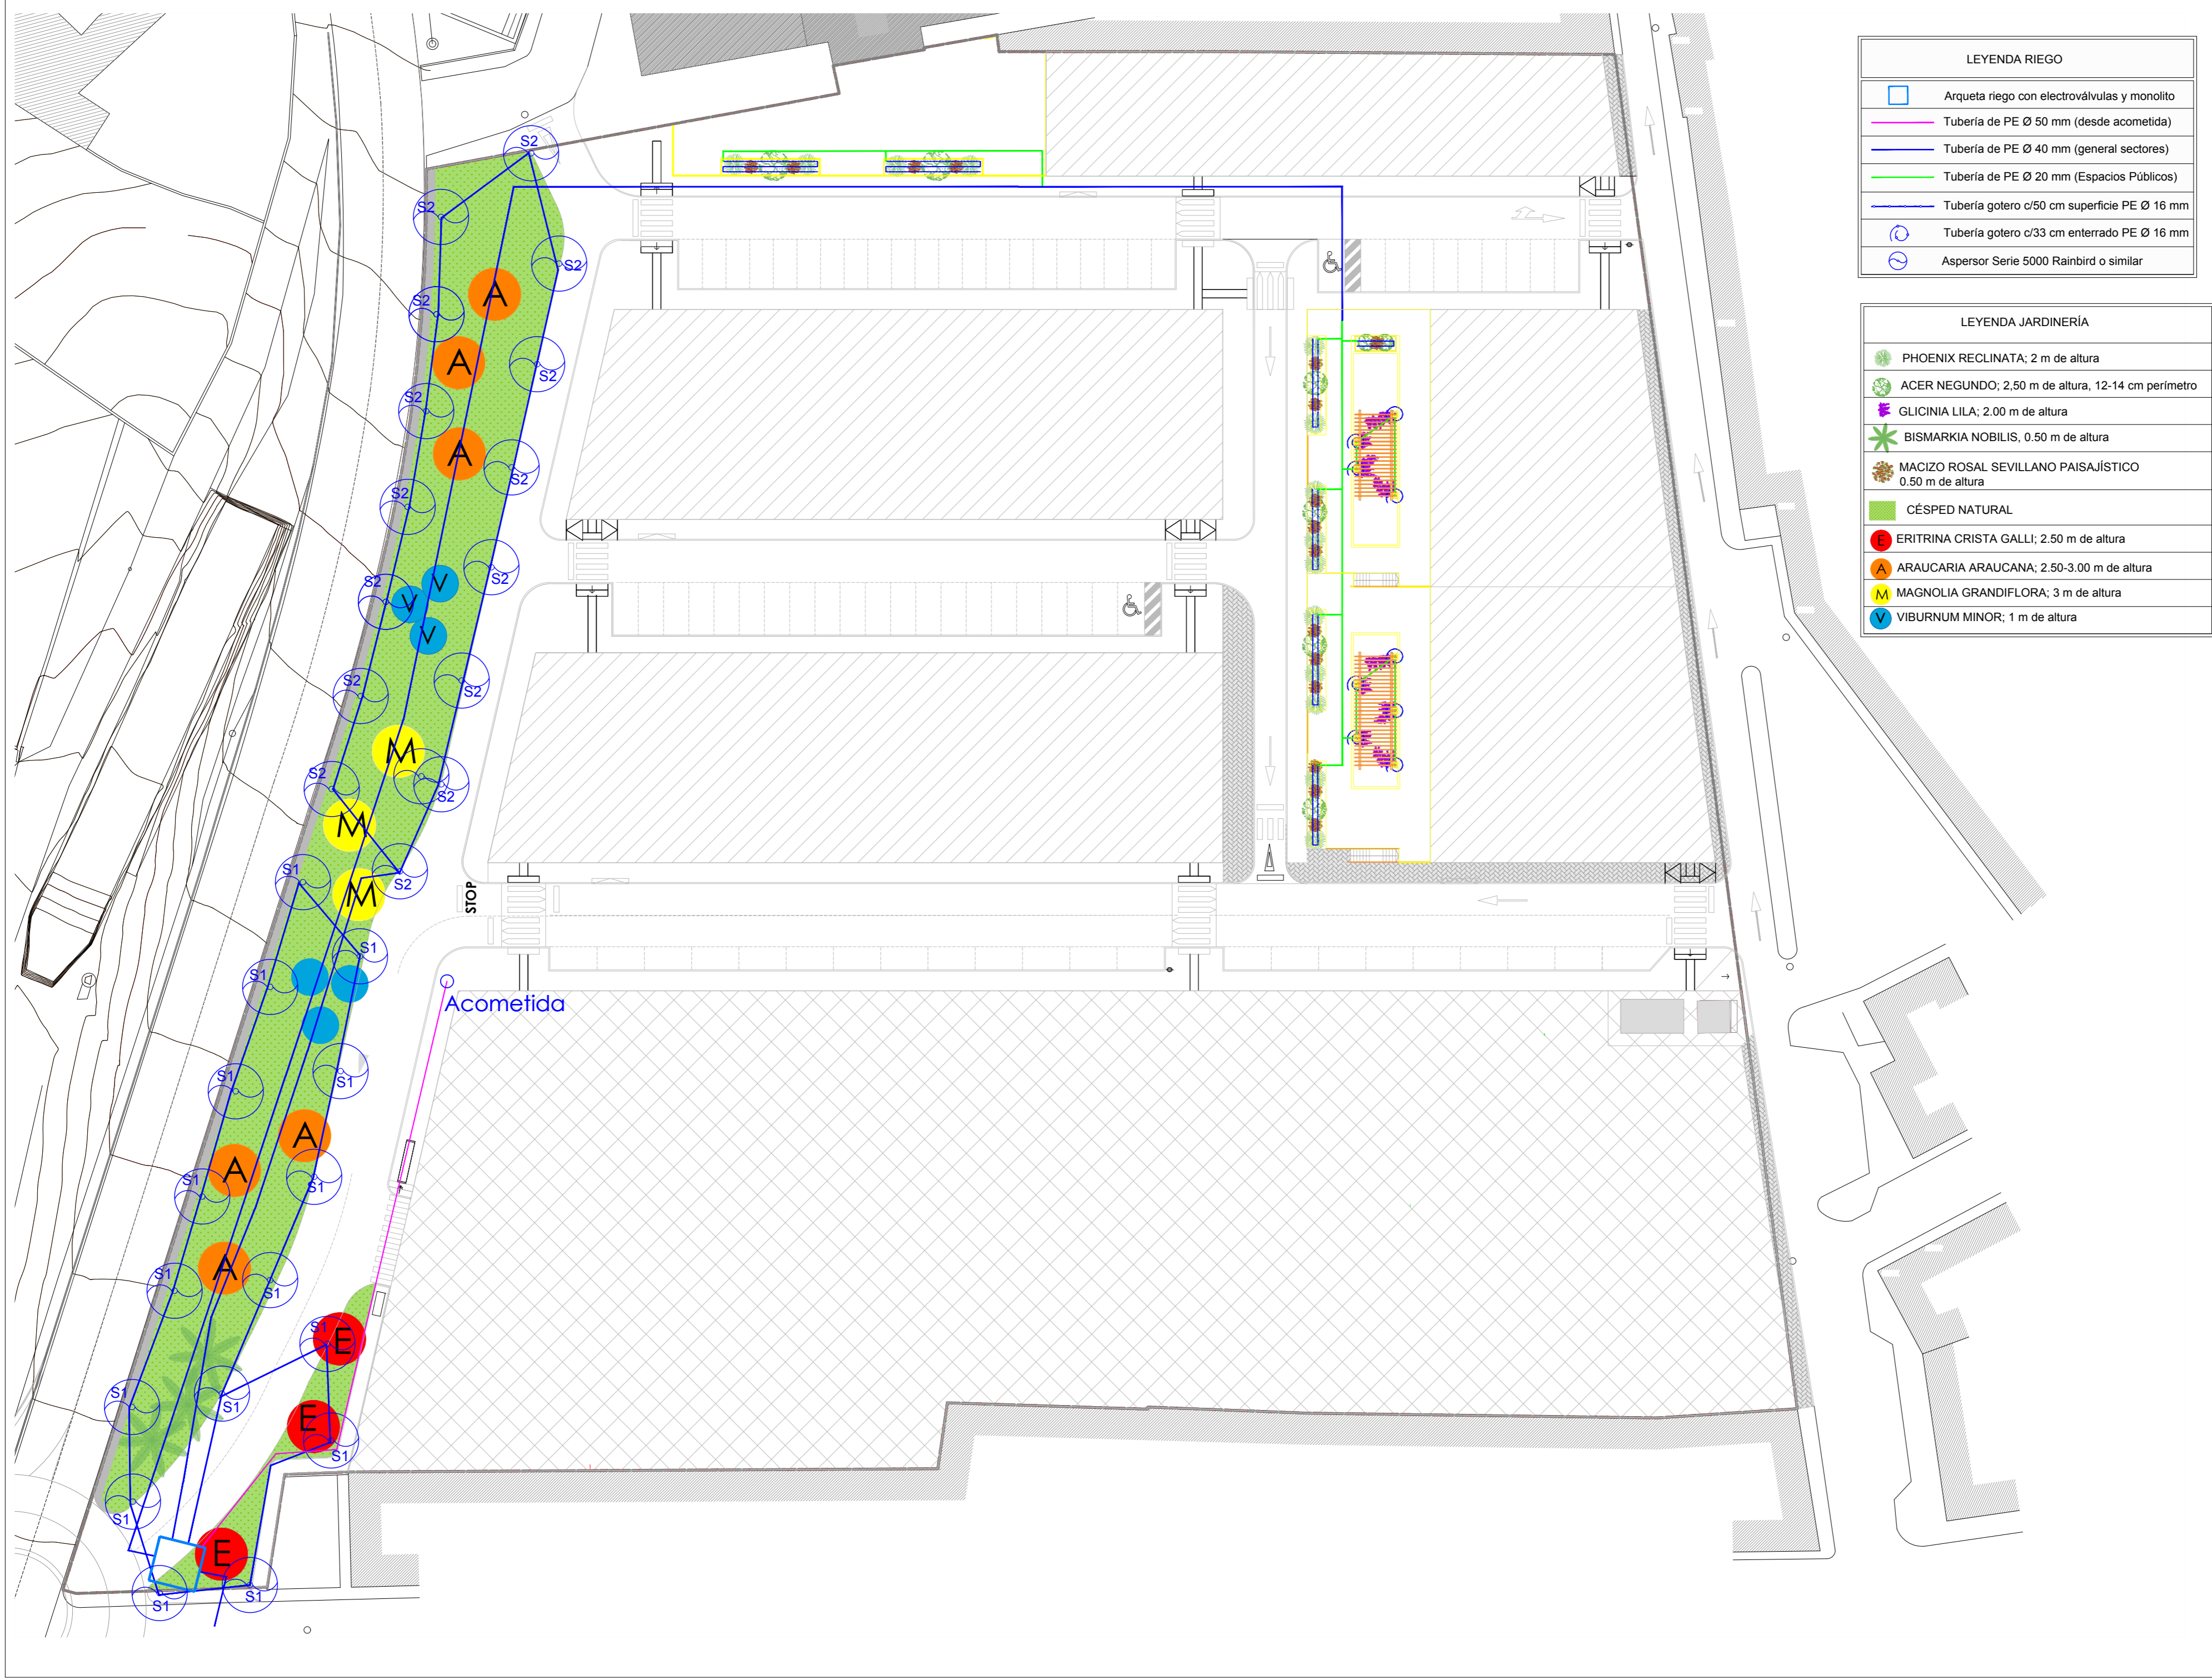 LEYENDA RIEGO
Arqueta riego con electroválvulas y monolito
Tubería de PE Ø 50 mm (desde acometida)
Tubería de PE Ø 40 mm (general sectores)
Tubería de PE Ø 20 mm (Espacios Públicos)
Tubería gotero c/50 cm superficie PE Ø 16 mm
Tubería gotero c/33 cm enterrado PE Ø 16 mm
Aspersor Serie 5000 Rainbird o similar
LEYENDA JARDINERÍA
PHOENIX RECLINATA; 2 m de altura
ACER NEGUNDO; 2,50 m de altura, 12-14 cm perímetro
GLICINIA LILA; 2.00 m de altura
BISMARKIA NOBILIS, 0.50 m de altura
MACIZO ROSAL SEVILLANO PAISAJÍSTICO
0.50 m de altura
CÉSPED NATURAL
E ERITRINA CRISTA GALLI; 2.50 m de altura
A ARAUCARIA ARAUCANA; 2.50-3.00 m de altura
M MAGNOLIA GRANDIFLORA; 3 m de altura
V VIBURNUM MINOR; 1 m de altura
S2
S2
S2
A
S2
A
S2
S2
A
S2
S2
S2
V
S2
V
V
S2
S2
M
S2
S2
M
S1
S2
M
STOP
S1
S1
Acometida
S1
S1
A
A
S1
S1
A
S1
S1
S1
E
S1
S1
E
S1
S1
E
S1
S1